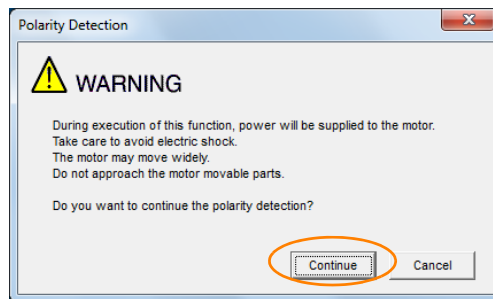 Polarity Detection
WARNING
During execution of this function, power will be supplied to the motor.
Take care to avoid electric shock.
The motor may move widely.
Do not approach the motor movable parts.
Do you want to continue the polarity detection?
Continue
Cancel